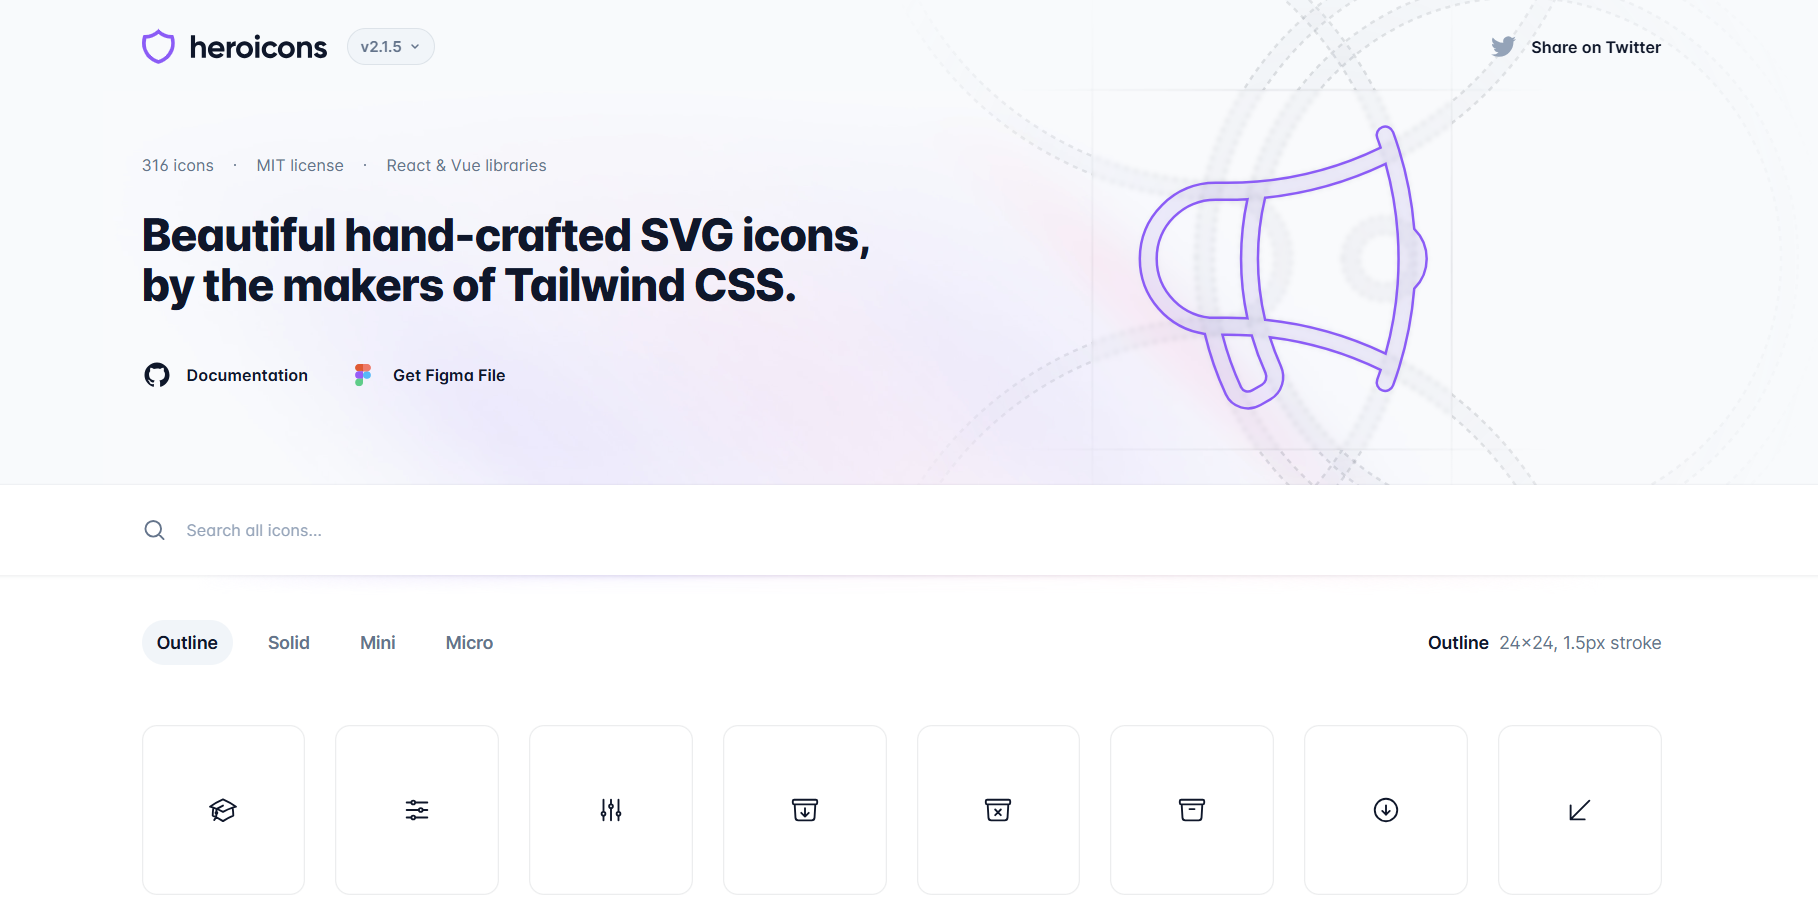 heroicons
v2.1.5
Share on Twitter
316 icons · MIT license · React & Vue libraries
Beautiful hand-crafted SVG icons,
by the makers of Tailwind CSS.
Documentation
Get Figma File
Search all icons...
Outline
Solid
Mini
Micro
Outline 24×24, 1.5px stroke